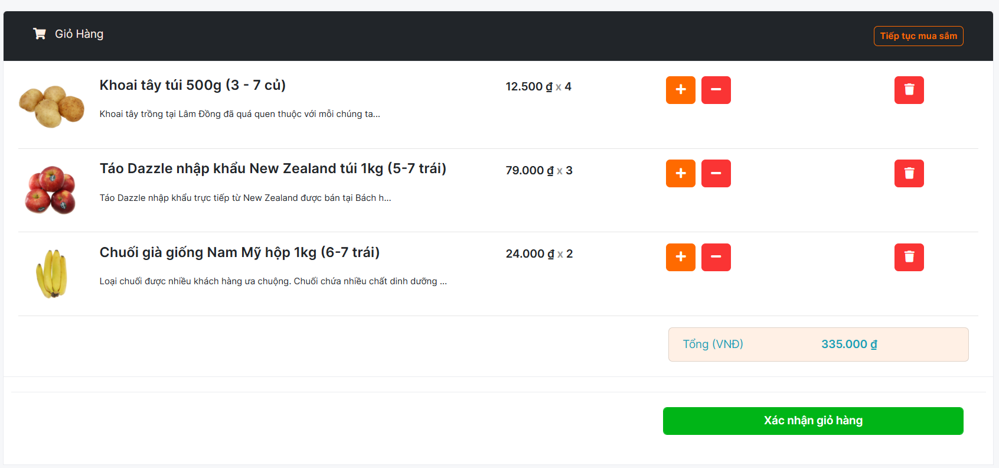 Giỏ Hàng
Tiếp tục mua sắm
Khoai tây túi 500g (3 - 7 củ)
12.500 ₫ x 4
Khoai tây trồng tại Lâm Đồng đã quá quen thuộc với mỗi chúng ta...
Táo Dazzle nhập khẩu New Zealand túi 1kg (5-7 trái)
79.000 ₫ x 3
Táo Dazzle nhập khẩu trực tiếp từ New Zealand được bán tại Bách h...
Chuối già giống Nam Mỹ hộp 1kg (6-7 trái)
24.000 ₫ x 2
Loại chuối được nhiều khách hàng ưa chuộng. Chuối chứa nhiều chất dinh dưỡng ...
Tổng (VNĐ)
335.000 ₫
Xác nhận giỏ hàng